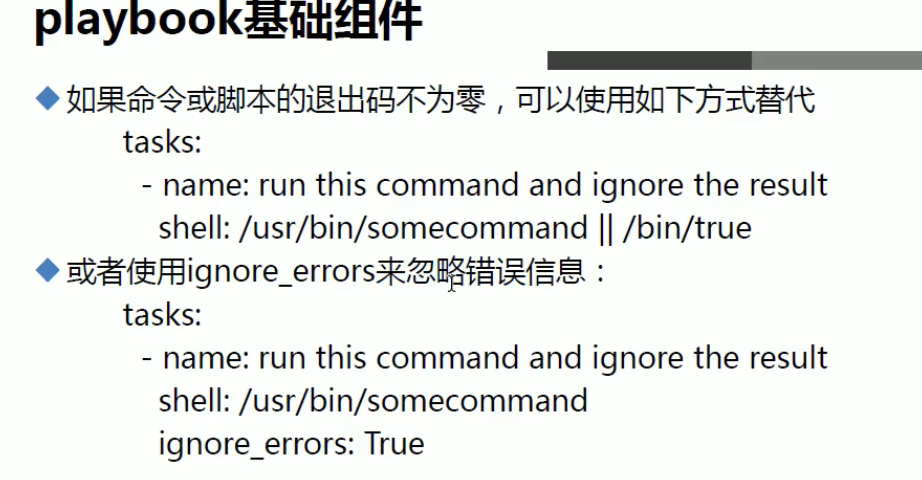 playbook基础组件
如果命令或脚本的退出码不为零，可以使用如下方式替代
tasks:
- name: run this command and ignore the result
shell: /usr/bin/somecommand || /bin/true
或者使用ignore_errors来忽略错误信息：
tasks:
- name: run this command and ignore the result
shell: /usr/bin/somecommand
ignore_errors: True